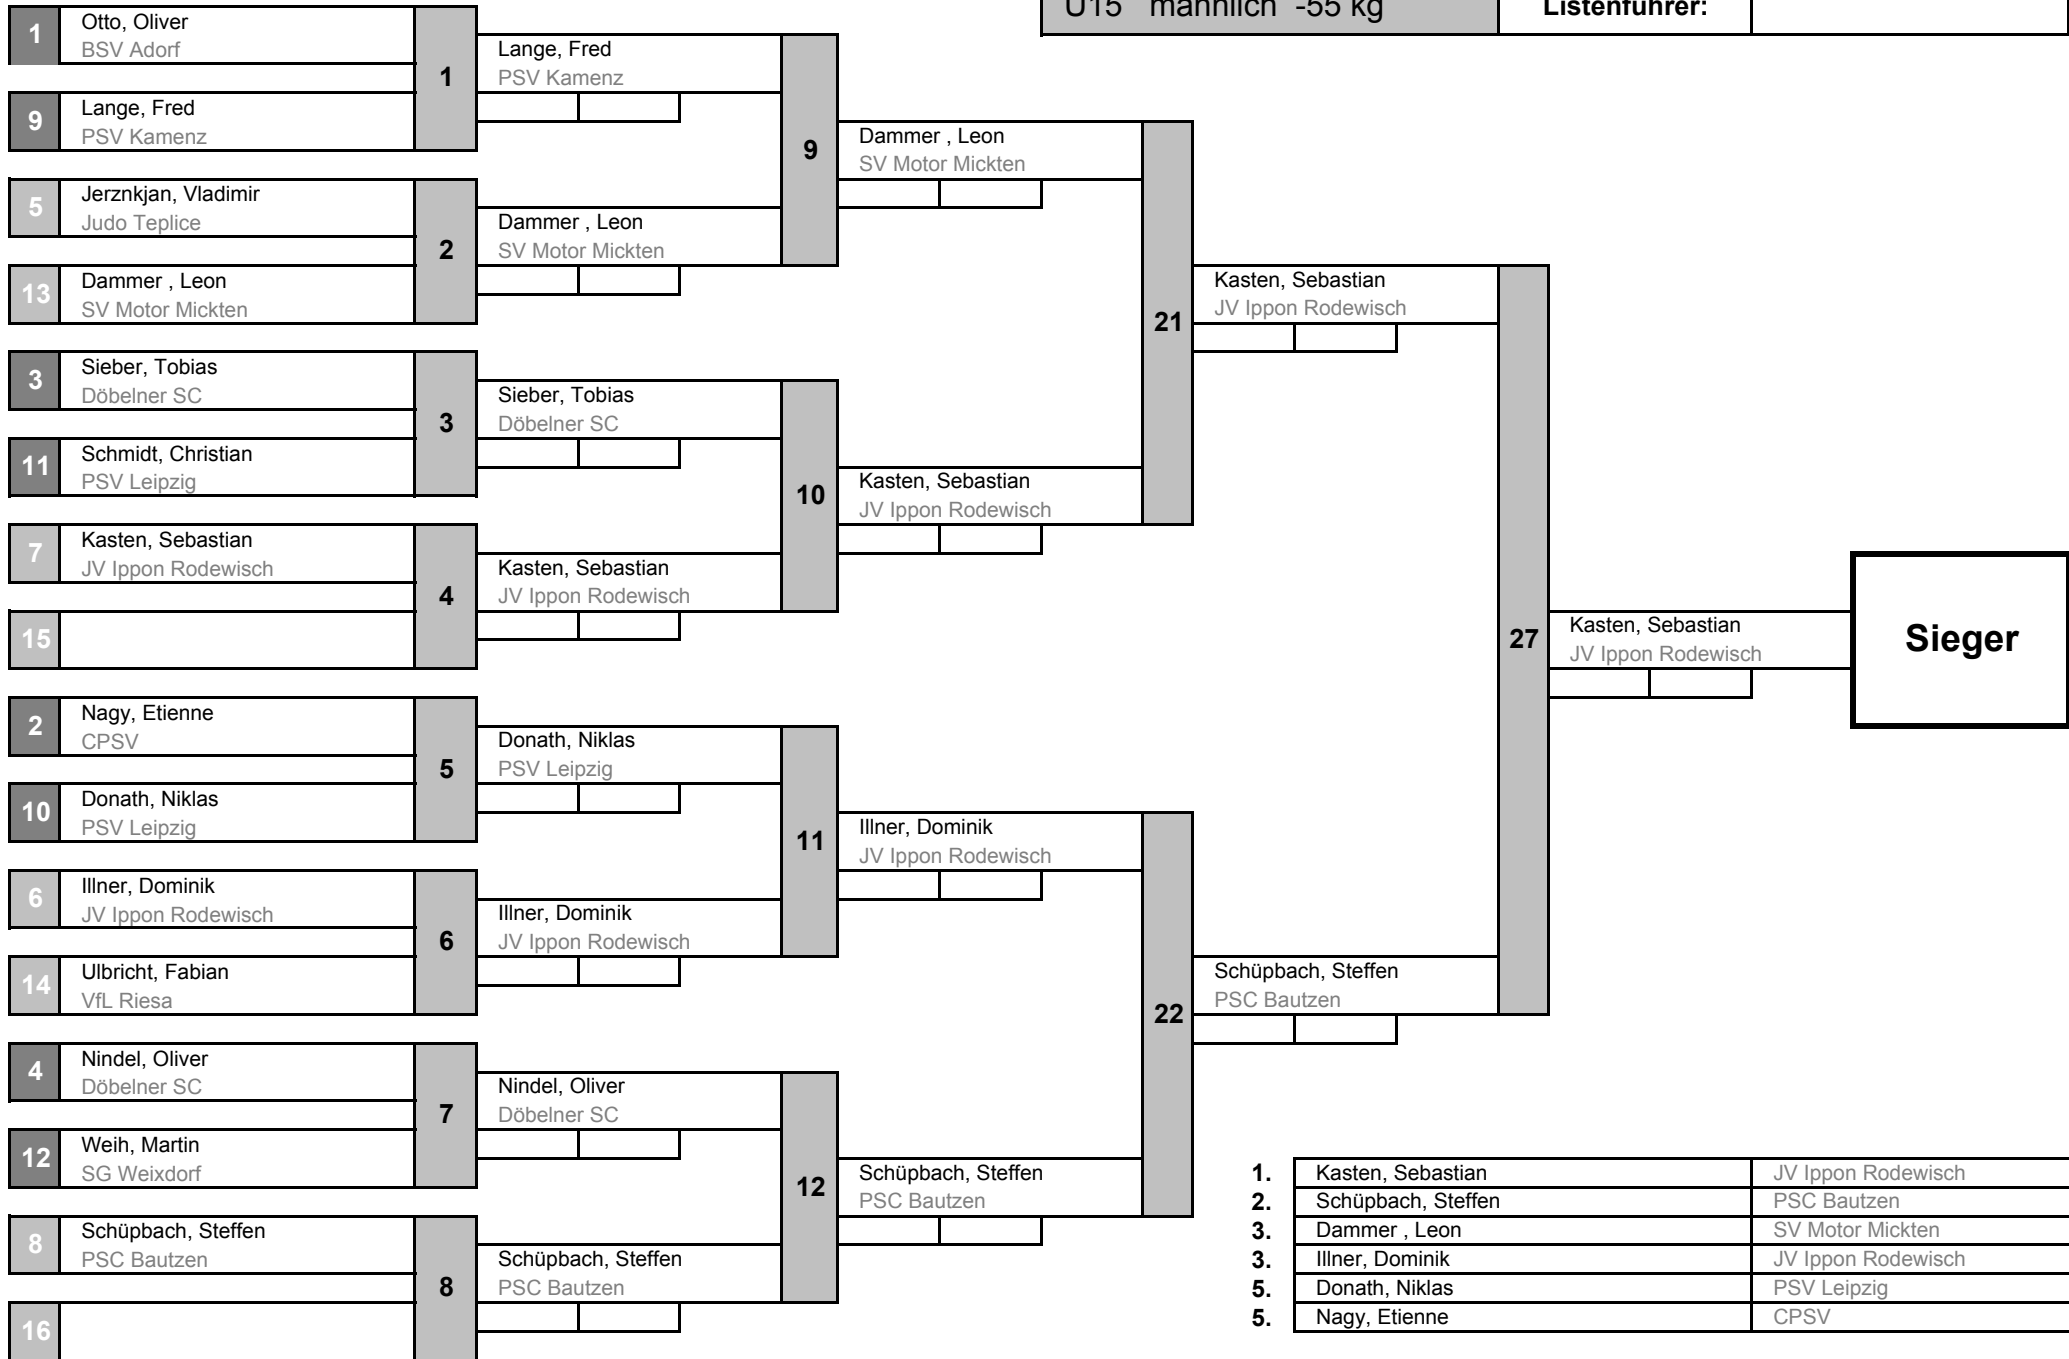 U15 männlich -55 kg
Listenführer:
1
Otto, Oliver
BSV Adorf
9
Lange, Fred
PSV Kamenz
5
Jerznkjan, Vladimir
Judo Teplice
13
Dammer , Leon
SV Motor Mickten
3
Sieber, Tobias
Döbelner SC
11
Schmidt, Christian
PSV Leipzig
7
Kasten, Sebastian
JV Ippon Rodewisch
15
2
Nagy, Etienne
CPSV
10
Donath, Niklas
PSV Leipzig
6
Illner, Dominik
JV Ippon Rodewisch
14
Ulbricht, Fabian
VfL Riesa
4
Nindel, Oliver
Döbelner SC
12
Weih, Martin
SG Weixdorf
8
Schüpbach, Steffen
PSC Bautzen
16
1
2
3
4
5
6
7
8
Lange, Fred
PSV Kamenz
Dammer , Leon
SV Motor Mickten
Sieber, Tobias
Döbelner SC
Kasten, Sebastian
JV Ippon Rodewisch
Donath, Niklas
PSV Leipzig
Illner, Dominik
JV Ippon Rodewisch
Nindel, Oliver
Döbelner SC
Schüpbach, Steffen
PSC Bautzen
9
10
11
12
Dammer , Leon
SV Motor Mickten
Kasten, Sebastian
JV Ippon Rodewisch
Illner, Dominik
JV Ippon Rodewisch
Schüpbach, Steffen
PSC Bautzen
21
22
Kasten, Sebastian
JV Ippon Rodewisch
Schüpbach, Steffen
PSC Bautzen
27
Kasten, Sebastian
JV Ippon Rodewisch
Sieger
1. Kasten, Sebastian JV Ippon Rodewisch
2. Schüpbach, Steffen PSC Bautzen
3. Dammer , Leon SV Motor Mickten
3. Illner, Dominik JV Ippon Rodewisch
5. Donath, Niklas PSV Leipzig
5. Nagy, Etienne CPSV